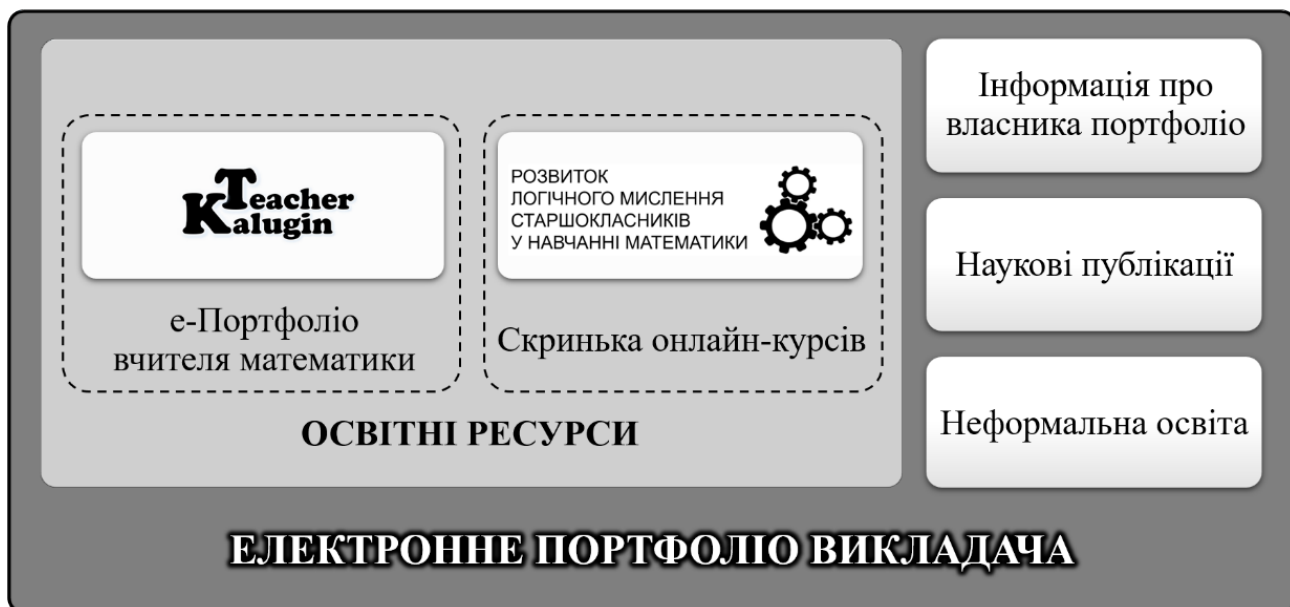 Teacher
Kalugin
е-Портфоліо
вчителя математики
РОЗВИТОК
ЛОГІЧНОГО МИСЛЕННЯ
СТАРШОКЛАСНИКІВ
У НАВЧАННІ МАТЕМАТИКИ
Скринька онлайн-курсів
ОСВІТНІ РЕСУРСИ
Інформація про
власника портфоліо
Наукові публікації
Неформальна освіта
ЕЛЕКТРОННЕ ПОРТФОЛІО ВИКЛАДАЧА